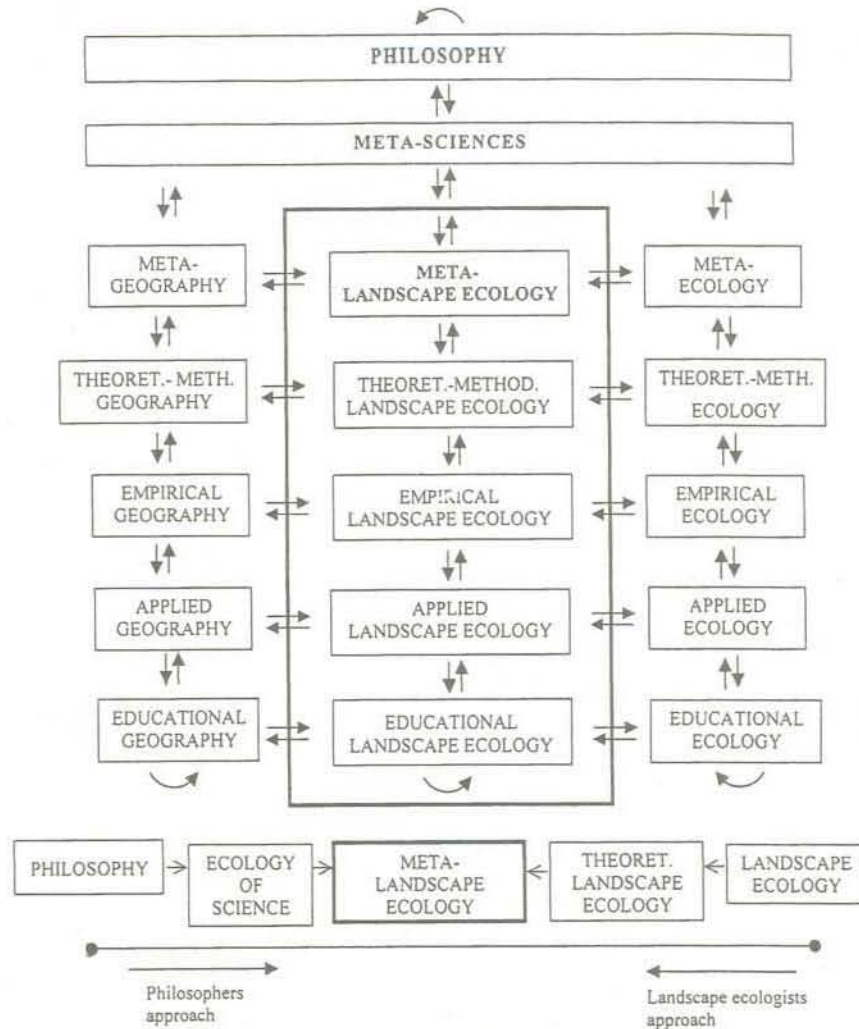 PHILOSOPHY
META-SCIENCES
META-
GEOGRAPHY
META-
LANDSCAPE ECOLOGY
META-
ECOLOGY
THEORET.- METH.
GEOGRAPHY
THEORET.-METHOD.
LANDSCAPE ECOLOGY
THEORET.-METH.
ECOLOGY
EMPIRICAL
GEOGRAPHY
EMPIRICAL
LANDSCAPE ECOLOGY
EMPIRICAL
ECOLOGY
APPLIED
GEOGRAPHY
APPLIED
LANDSCAPE ECOLOGY
APPLIED
ECOLOGY
EDUCATIONAL
GEOGRAPHY
EDUCATIONAL
LANDSCAPE ECOLOGY
EDUCATIONAL
ECOLOGY
PHILOSOPHY
ECOLOGY
OF
SCIENCE
META-
LANDSCAPE
ECOLOGY
THEORET.
LANDSCAPE
ECOLOGY
LANDSCAPE
ECOLOGY
Philosophers
approach
Landscape ecologists
approach